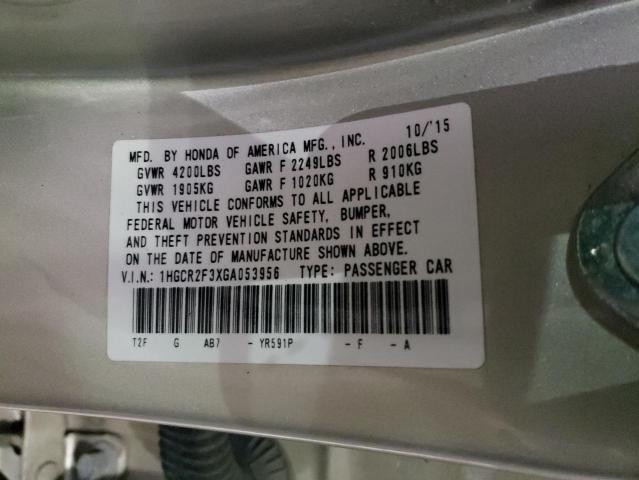 MFD. BY HONDA OF AMERICA MFG., INC. 10/'15
GVWR 4200LBS GAWR F 2249LBS R 2006LBS
GVWR 1905KG GAWR F 1020KG R 910KG
THIS VEHICLE CONFORMS TO ALL APPLICABLE
FEDERAL MOTOR VEHICLE SAFETY, BUMPER,
AND THEFT PREVENTION STANDARDS IN EFFECT
ON THE DATE OF MANUFACTURE SHOWN ABOVE.
V.I.N.: 1HGCR2F3XGA053956 TYPE: PASSENGER CAR
T2F G AB7 - YR591P - F - A